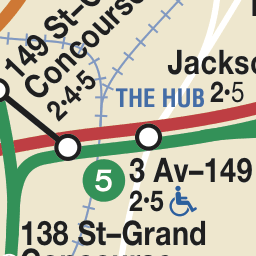 149 St–G
Concourse
2·4·5
Jackso
2·5
THE HUB
5
3 Av–149
2·5
138 St–Grand
Concourse